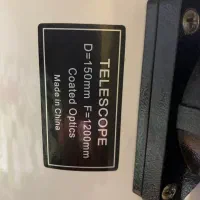 TELESCOPE
D=150mm F=1200mm
Coated Optics
Made in China